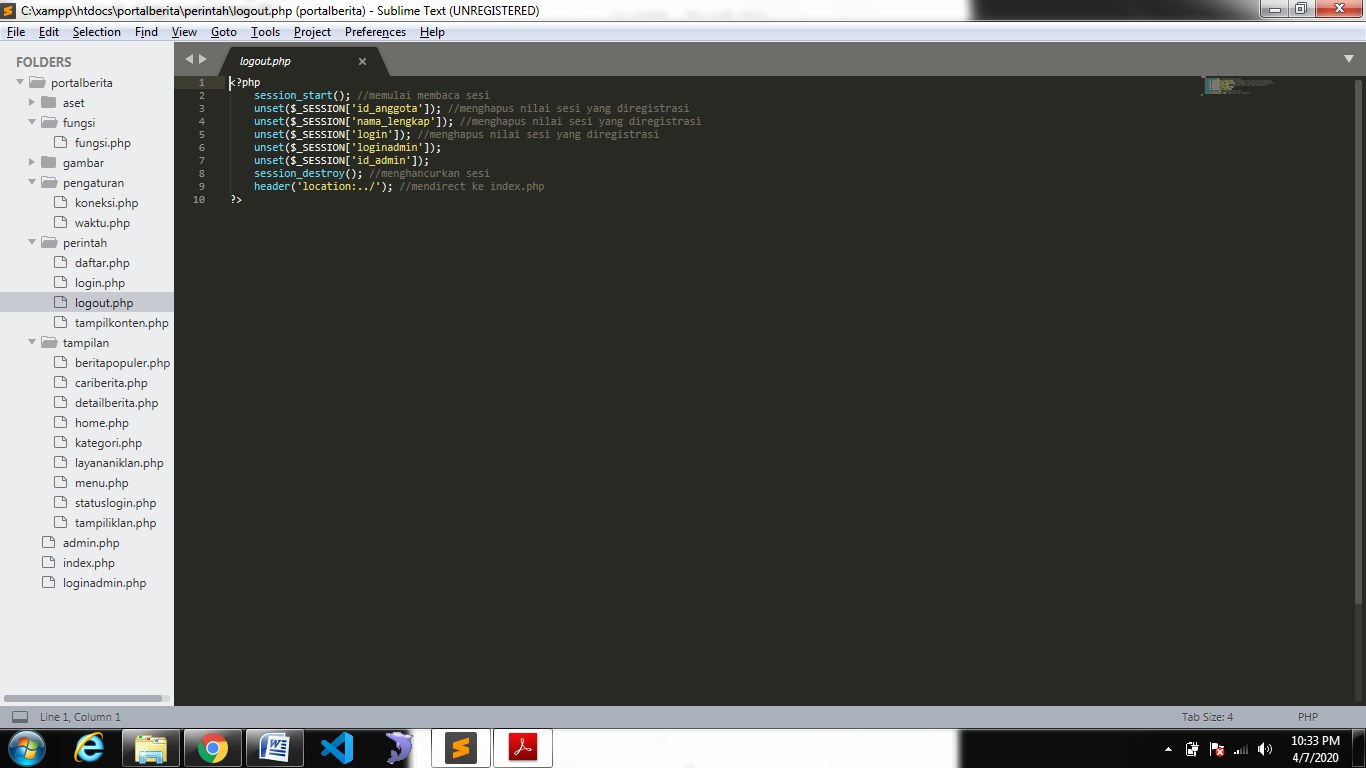 C:\xampp\htdocs\portalberita\perintah\logout.php (portalberita) - Sublime Text (UNREGISTERED)
File Edit Selection Find View Goto Tools Project Preferences Help
FOLDERS
portalberita
aset
fungsi
fungsi.php
gambar
pengaturan
koneksi.php
waktu.php
perintah
daftar.php
login.php
logout.php
tampilkonten.php
tampilan
beritapopuler.php
cariberita.php
detailberita.php
home.php
kategori.php
layananiklan.php
menu.php
statuslogin.php
tampiliklan.php
admin.php
index.php
loginadmin.php
logout.php
1 <?php
2 session_start(); //memulai membaca sesi
3 unset($_SESSION['id_anggota']); //menghapus nilai sesi yang diregistrasi
4 unset($_SESSION['nama_lengkap']); //menghapus nilai sesi yang diregistrasi
5 unset($_SESSION['login']); //menghapus nilai sesi yang diregistrasi
6 unset($_SESSION['loginadmin']);
7 unset($_SESSION['id_admin']);
8 session_destroy(); //menghancurkan sesi
9 header('location:../'); //mendirect ke index.php
10 ?>
Line 1, Column 1
Tab Size: 4
PHP
10:33 PM
4/7/2020